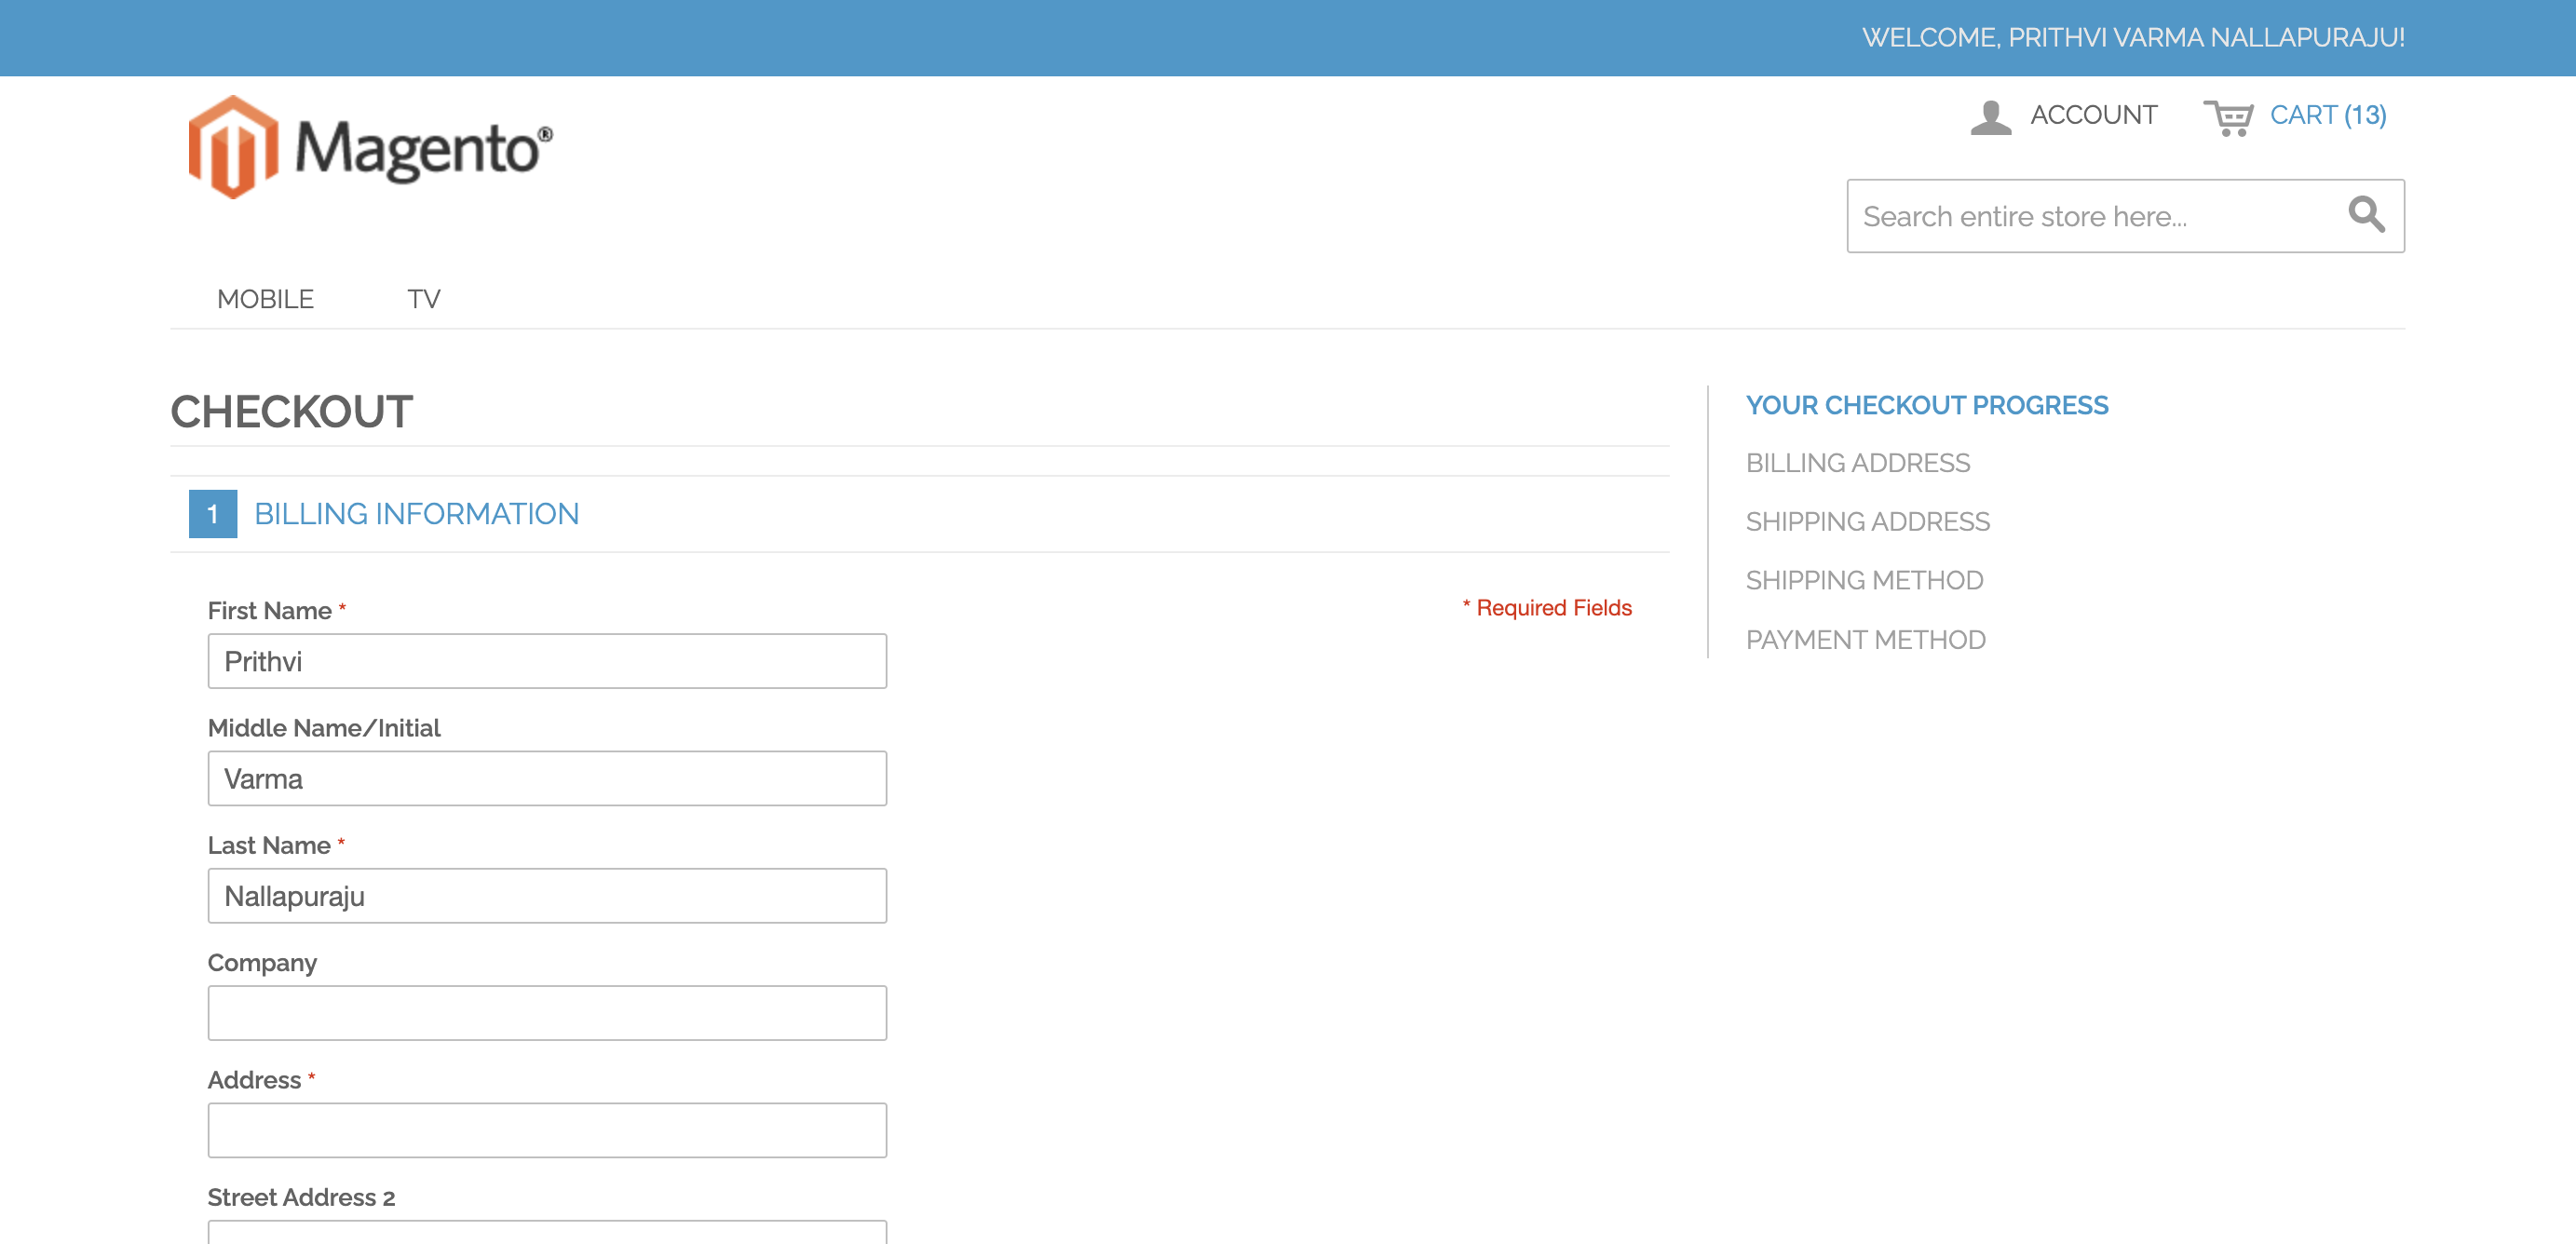 WELCOME, PRITHVI VARMA NALLAPURAJU!
Magento®
ACCOUNT
CART (13)
Search entire store here...
MOBILE
TV
CHECKOUT
1 BILLING INFORMATION
First Name *
* Required Fields
Prithvi
Middle Name/Initial
Varma
Last Name *
Nallapuraju
Company
Address *
Street Address 2
YOUR CHECKOUT PROGRESS
BILLING ADDRESS
SHIPPING ADDRESS
SHIPPING METHOD
PAYMENT METHOD